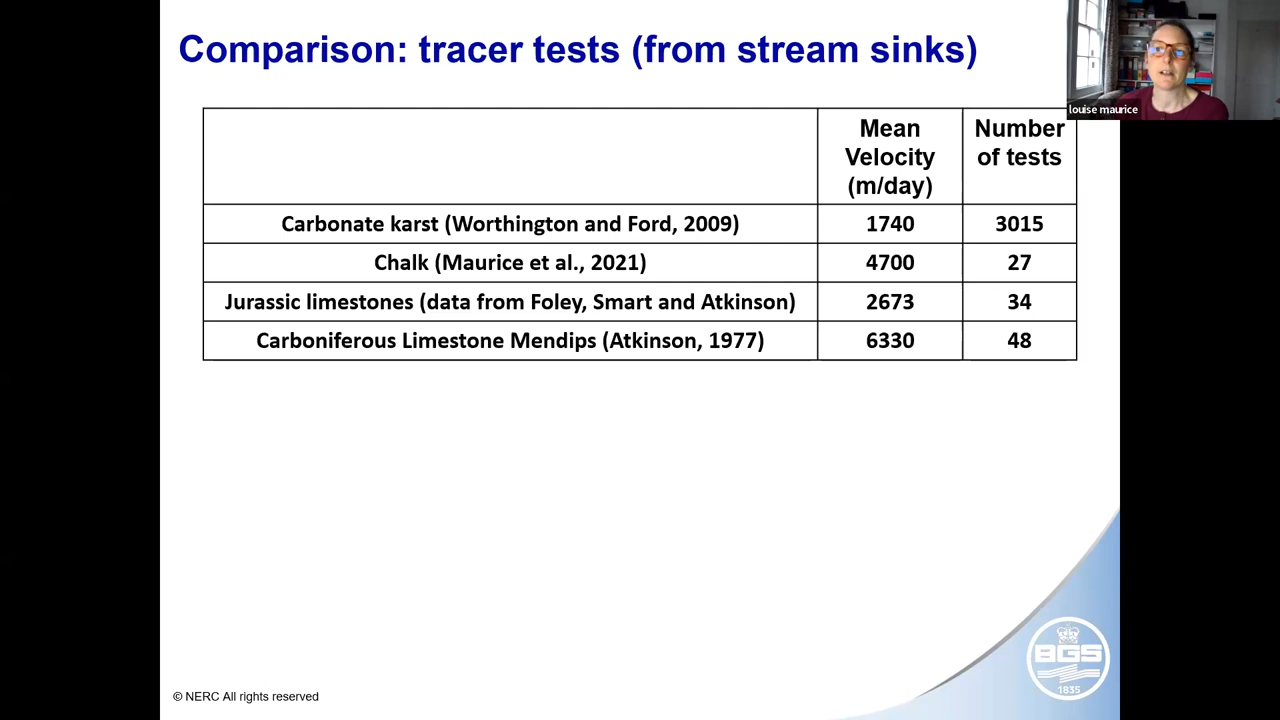 Comparison: tracer tests (from stream sinks)
louise maurice
Mean
Velocity
(m/day)
Number
of tests
Carbonate karst (Worthington and Ford, 2009)
1740
3015
Chalk (Maurice et al., 2021)
4700
27
Jurassic limestones (data from Foley, Smart and Atkinson)
2673
34
Carboniferous Limestone Mendips (Atkinson, 1977)
6330
48
BGS
1835
© NERC All rights reserved